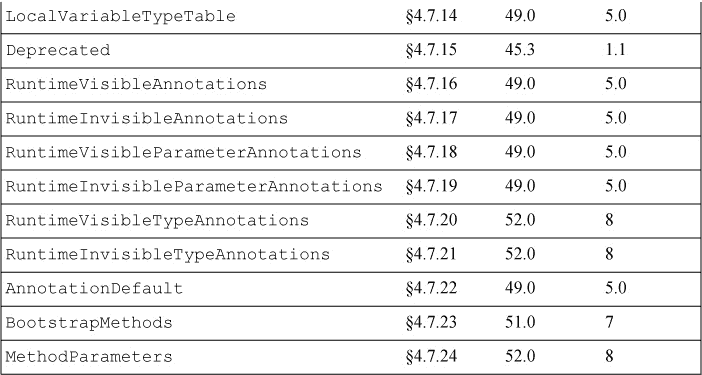 LocalVariableTypeTable §4.7.14 49.0 5.0
Deprecated §4.7.15 45.3 1.1
RuntimeVisibleAnnotations §4.7.16 49.0 5.0
RuntimeInvisibleAnnotations §4.7.17 49.0 5.0
RuntimeVisibleParameterAnnotations §4.7.18 49.0 5.0
RuntimeInvisibleParameterAnnotations §4.7.19 49.0 5.0
RuntimeVisibleTypeAnnotations §4.7.20 52.0 8
RuntimeInvisibleTypeAnnotations §4.7.21 52.0 8
AnnotationDefault §4.7.22 49.0 5.0
BootstrapMethods §4.7.23 51.0 7
MethodParameters §4.7.24 52.0 8